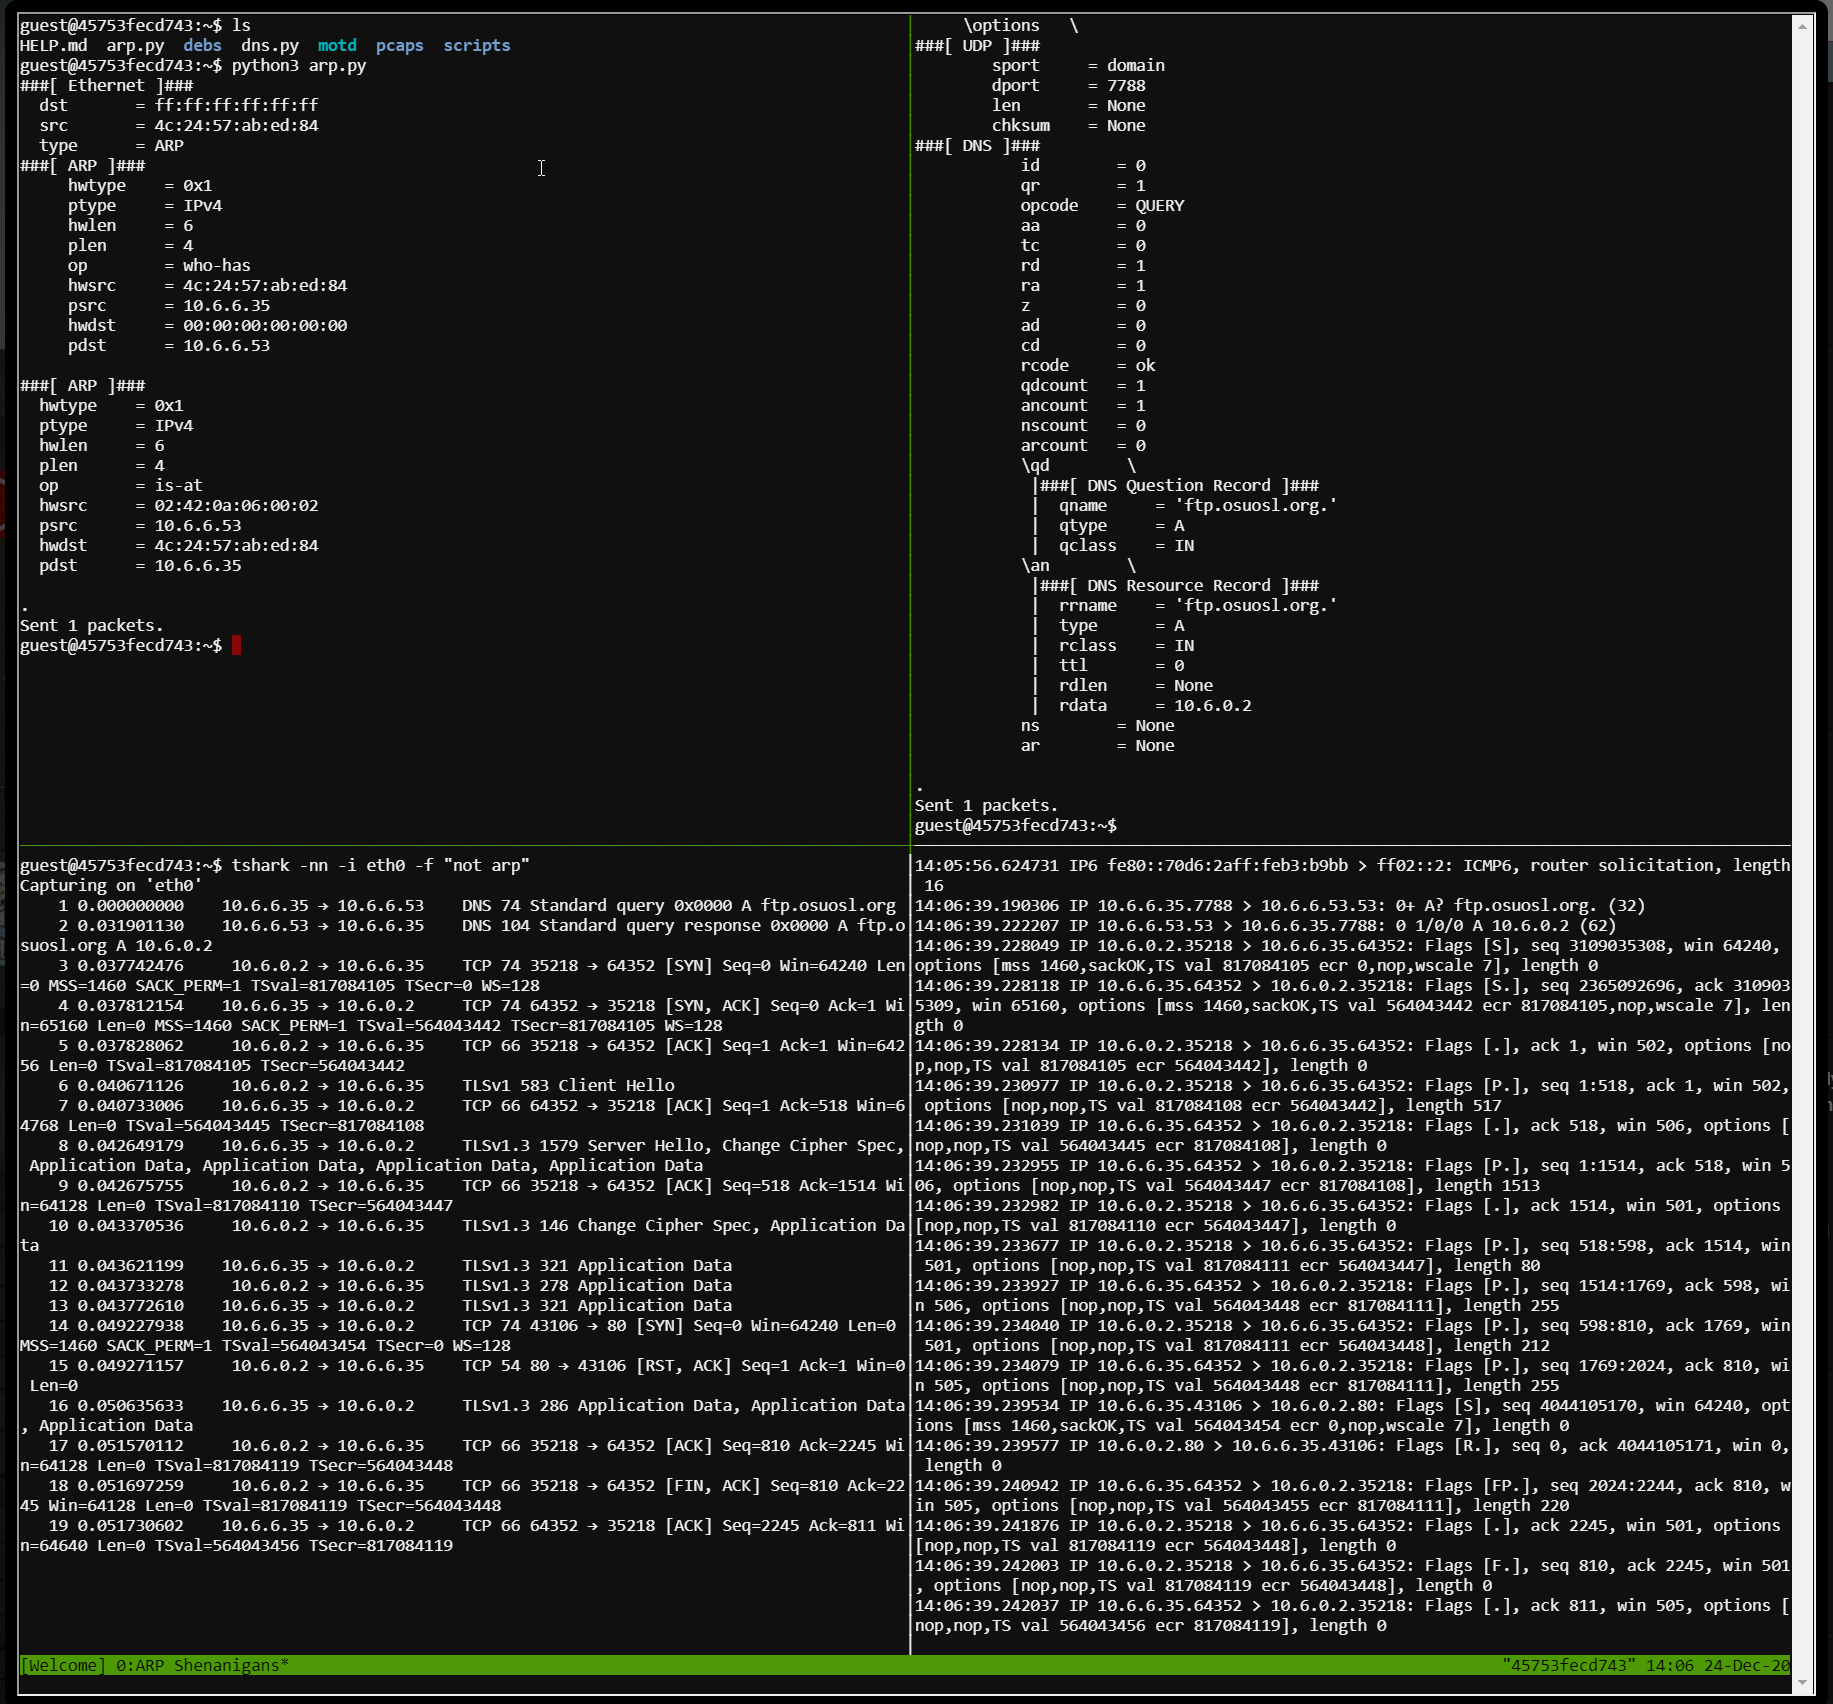 guest@45753fecd743:~$ ls
HELP.md  arp.py  debs  dns.py  motd  pcaps  scripts
guest@45753fecd743:~$ python3 arp.py
###[ Ethernet ]###
  dst       = ff:ff:ff:ff:ff:ff
  src       = 4c:24:57:ab:ed:84
  type      = ARP
###[ ARP ]###
     hwtype    = 0x1
     ptype     = IPv4
     hwlen     = 6
     plen      = 4
     op        = who-has
     hwsrc     = 4c:24:57:ab:ed:84
     psrc      = 10.6.6.35
     hwdst     = 00:00:00:00:00:00
     pdst      = 10.6.6.53
###[ ARP ]###
  hwtype    = 0x1
  ptype     = IPv4
  hwlen     = 6
  plen      = 4
  op        = is-at
  hwsrc     = 02:42:0a:06:00:02
  psrc      = 10.6.6.53
  hwdst     = 4c:24:57:ab:ed:84
  pdst      = 10.6.6.35
.
Sent 1 packets.
guest@45753fecd743:~$
     \options   \
###[ UDP ]###
        sport     = domain
        dport     = 7788
        len       = None
        chksum    = None
###[ DNS ]###
           id        = 0
           qr        = 1
           opcode    = QUERY
           aa        = 0
           tc        = 0
           rd        = 1
           ra        = 1
           z         = 0
           ad        = 0
           cd        = 0
           rcode     = ok
           qdcount   = 1
           ancount   = 1
           nscount   = 0
           arcount   = 0
           \qd        \
            |###[ DNS Question Record ]###
            |  qname     = 'ftp.osuosl.org.'
            |  qtype     = A
            |  qclass    = IN
           \an        \
            |###[ DNS Resource Record ]###
            |  rrname    = 'ftp.osuosl.org.'
            |  type      = A
            |  rclass    = IN
            |  ttl       = 0
            |  rdlen     = None
            |  rdata     = 10.6.0.2
           ns        = None
           ar        = None
.
Sent 1 packets.
guest@45753fecd743:~$
guest@45753fecd743:~$ tshark -nn -i eth0 -f "not arp"
Capturing on 'eth0'
    1 0.000000000    10.6.6.35 → 10.6.6.53    DNS 74 Standard query 0x0000 A ftp.osuosl.org
    2 0.031901130    10.6.6.53 → 10.6.6.35    DNS 104 Standard query response 0x0000 A ftp.o
suosl.org A 10.6.0.2
    3 0.037742476     10.6.0.2 → 10.6.6.35    TCP 74 35218 → 64352 [SYN] Seq=0 Win=64240 Len
=0 MSS=1460 SACK_PERM=1 TSval=817084105 TSecr=0 WS=128
    4 0.037812154    10.6.6.35 → 10.6.0.2     TCP 74 64352 → 35218 [SYN, ACK] Seq=0 Ack=1 Wi
n=65160 Len=0 MSS=1460 SACK_PERM=1 TSval=564043442 TSecr=817084105 WS=128
    5 0.037828062     10.6.0.2 → 10.6.6.35    TCP 66 35218 → 64352 [ACK] Seq=1 Ack=1 Win=642
56 Len=0 TSval=817084105 TSecr=564043442
    6 0.040671126     10.6.0.2 → 10.6.6.35    TLSv1 583 Client Hello
    7 0.040733006    10.6.6.35 → 10.6.0.2     TCP 66 64352 → 35218 [ACK] Seq=1 Ack=518 Win=6
4768 Len=0 TSval=564043445 TSecr=817084108
    8 0.042649179    10.6.6.35 → 10.6.0.2     TLSv1.3 1579 Server Hello, Change Cipher Spec,
 Application Data, Application Data, Application Data, Application Data
    9 0.042675755     10.6.0.2 → 10.6.6.35    TCP 66 35218 → 64352 [ACK] Seq=518 Ack=1514 Wi
n=64128 Len=0 TSval=817084110 TSecr=564043447
   10 0.043370536     10.6.0.2 → 10.6.6.35    TLSv1.3 146 Change Cipher Spec, Application Da
ta
   11 0.043621199    10.6.6.35 → 10.6.0.2     TLSv1.3 321 Application Data
   12 0.043733278     10.6.0.2 → 10.6.6.35    TLSv1.3 278 Application Data
   13 0.043772610    10.6.6.35 → 10.6.0.2     TLSv1.3 321 Application Data
   14 0.049227938    10.6.6.35 → 10.6.0.2     TCP 74 43106 → 80 [SYN] Seq=0 Win=64240 Len=0
MSS=1460 SACK_PERM=1 TSval=564043454 TSecr=0 WS=128
   15 0.049271157     10.6.0.2 → 10.6.6.35    TCP 54 80 → 43106 [RST, ACK] Seq=1 Ack=1 Win=0
 Len=0
   16 0.050635633    10.6.6.35 → 10.6.0.2     TLSv1.3 286 Application Data, Application Data
, Application Data
   17 0.051570112     10.6.0.2 → 10.6.6.35    TCP 66 35218 → 64352 [ACK] Seq=810 Ack=2245 Wi
n=64128 Len=0 TSval=817084119 TSecr=564043448
   18 0.051697259     10.6.0.2 → 10.6.6.35    TCP 66 35218 → 64352 [FIN, ACK] Seq=810 Ack=22
45 Win=64128 Len=0 TSval=817084119 TSecr=564043448
   19 0.051730602    10.6.6.35 → 10.6.0.2     TCP 66 64352 → 35218 [ACK] Seq=2245 Ack=811 Wi
n=64640 Len=0 TSval=564043456 TSecr=817084119
14:05:56.624731 IP6 fe80::70d6:2aff:feb3:b9bb > ff02::2: ICMP6, router solicitation, length
 16
14:06:39.190306 IP 10.6.6.35.7788 > 10.6.6.53.53: 0+ A? ftp.osuosl.org. (32)
14:06:39.222207 IP 10.6.6.53.53 > 10.6.6.35.7788: 0 1/0/0 A 10.6.0.2 (62)
14:06:39.228049 IP 10.6.0.2.35218 > 10.6.6.35.64352: Flags [S], seq 3109035308, win 64240,
options [mss 1460,sackOK,TS val 817084105 ecr 0,nop,wscale 7], length 0
14:06:39.228118 IP 10.6.6.35.64352 > 10.6.0.2.35218: Flags [S.], seq 2365092696, ack 310903
5309, win 65160, options [mss 1460,sackOK,TS val 564043442 ecr 817084105,nop,wscale 7], len
gth 0
14:06:39.228134 IP 10.6.0.2.35218 > 10.6.6.35.64352: Flags [.], ack 1, win 502, options [no
p,nop,TS val 817084105 ecr 564043442], length 0
14:06:39.230977 IP 10.6.0.2.35218 > 10.6.6.35.64352: Flags [P.], seq 1:518, ack 1, win 502,
 options [nop,nop,TS val 817084108 ecr 564043442], length 517
14:06:39.231039 IP 10.6.6.35.64352 > 10.6.0.2.35218: Flags [.], ack 518, win 506, options [
nop,nop,TS val 564043445 ecr 817084108], length 0
14:06:39.232955 IP 10.6.6.35.64352 > 10.6.0.2.35218: Flags [P.], seq 1:1514, ack 518, win 5
06, options [nop,nop,TS val 564043447 ecr 817084108], length 1513
14:06:39.232982 IP 10.6.0.2.35218 > 10.6.6.35.64352: Flags [.], ack 1514, win 501, options
[nop,nop,TS val 817084110 ecr 564043447], length 0
14:06:39.233677 IP 10.6.0.2.35218 > 10.6.6.35.64352: Flags [P.], seq 518:598, ack 1514, win
 501, options [nop,nop,TS val 817084111 ecr 564043447], length 80
14:06:39.233927 IP 10.6.6.35.64352 > 10.6.0.2.35218: Flags [P.], seq 1514:1769, ack 598, wi
n 506, options [nop,nop,TS val 564043448 ecr 817084111], length 255
14:06:39.234040 IP 10.6.0.2.35218 > 10.6.6.35.64352: Flags [P.], seq 598:810, ack 1769, win
 501, options [nop,nop,TS val 817084111 ecr 564043448], length 212
14:06:39.234079 IP 10.6.6.35.64352 > 10.6.0.2.35218: Flags [P.], seq 1769:2024, ack 810, wi
n 505, options [nop,nop,TS val 564043448 ecr 817084111], length 255
14:06:39.239534 IP 10.6.6.35.43106 > 10.6.0.2.80: Flags [S], seq 4044105170, win 64240, opt
ions [mss 1460,sackOK,TS val 564043454 ecr 0,nop,wscale 7], length 0
14:06:39.239577 IP 10.6.0.2.80 > 10.6.6.35.43106: Flags [R.], seq 0, ack 4044105171, win 0,
 length 0
14:06:39.240942 IP 10.6.6.35.64352 > 10.6.0.2.35218: Flags [FP.], seq 2024:2244, ack 810, w
in 505, options [nop,nop,TS val 564043455 ecr 817084111], length 220
14:06:39.241876 IP 10.6.0.2.35218 > 10.6.6.35.64352: Flags [.], ack 2245, win 501, options
[nop,nop,TS val 817084119 ecr 564043448], length 0
14:06:39.242003 IP 10.6.0.2.35218 > 10.6.6.35.64352: Flags [F.], seq 810, ack 2245, win 501
, options [nop,nop,TS val 817084119 ecr 564043448], length 0
14:06:39.242037 IP 10.6.6.35.64352 > 10.6.0.2.35218: Flags [.], ack 811, win 505, options [
nop,nop,TS val 564043456 ecr 817084119], length 0
[Welcome] 0:ARP Shenanigans*    "45753fecd743" 14:06 24-Dec-20